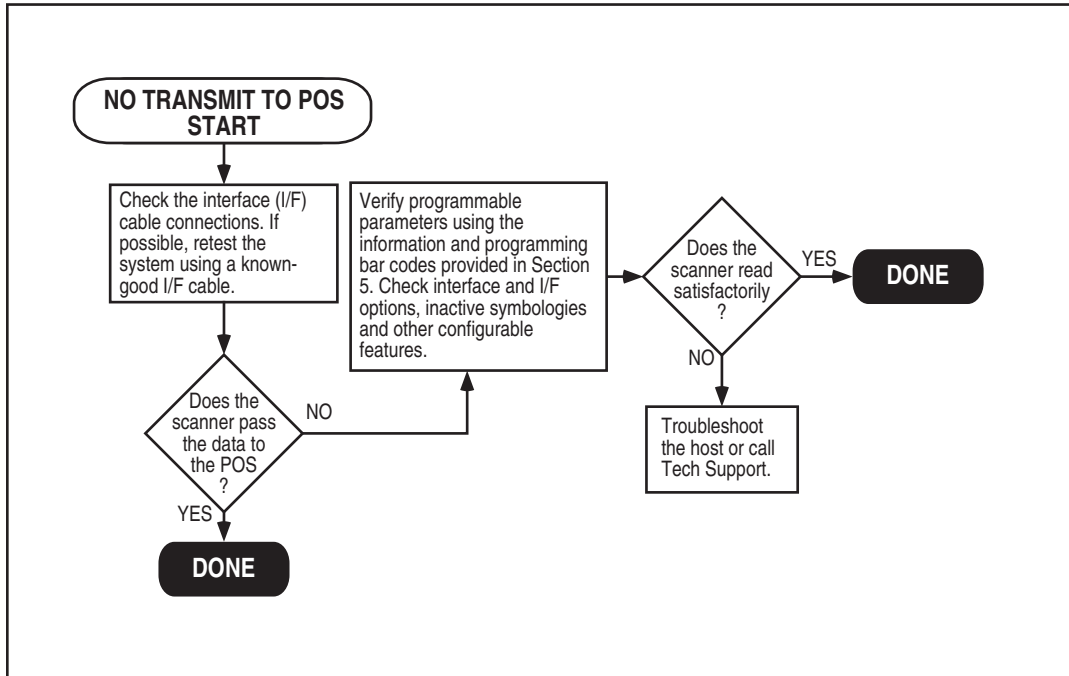 NO TRANSMIT TO POS
START
Check the interface (I/F)
cable connections. If
possible, retest the
system using a known-
good I/F cable.
Does the
scanner pass
the data to
the POS
?
NO
YES
DONE
Verify programmable
parameters using the
information and programming
bar codes provided in Section
5. Check interface and I/F
options, inactive symbologies
and other configurable
features.
Does the
scanner read
satisfactorily
?
YES
DONE
NO
Troubleshoot
the host or call
Tech Support.